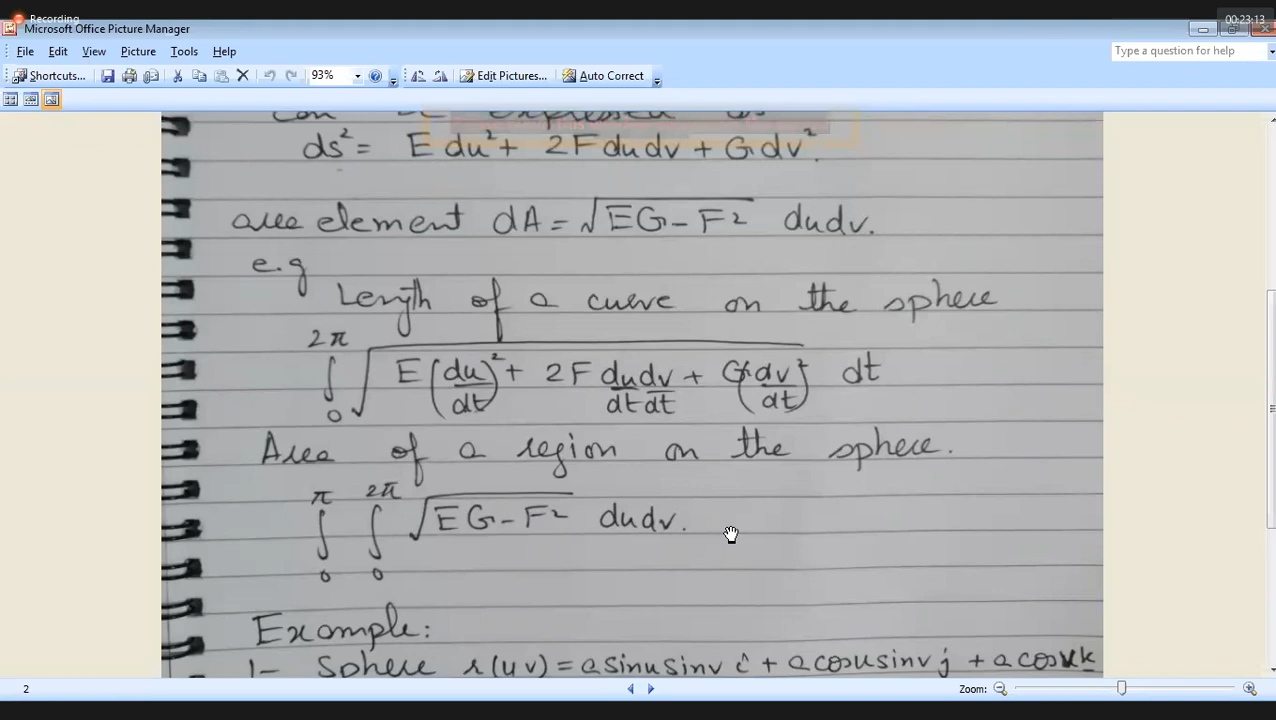 Recording
00:23:13
Microsoft Office Picture Manager
File Edit View Picture Tools Help
Type a question for help
Shortcuts... 93% Edit Pictures... Auto Correct
can be expressed as
ds² = E du² + 2F du dv + G dv².
area element dA = √EG - F² du dv.
e.g
Length of a curve on the sphere
∫₀^2π √E(du/dt)² + 2F du/dt dv/dt + G(dv/dt)² dt
Area of a region on the sphere.
∫₀^π ∫₀^2π √EG - F² du dv.
Example:
1- Sphere r(u v) = a sinu sinv i + a cosu sinv j + a cosv k
2
Zoom: